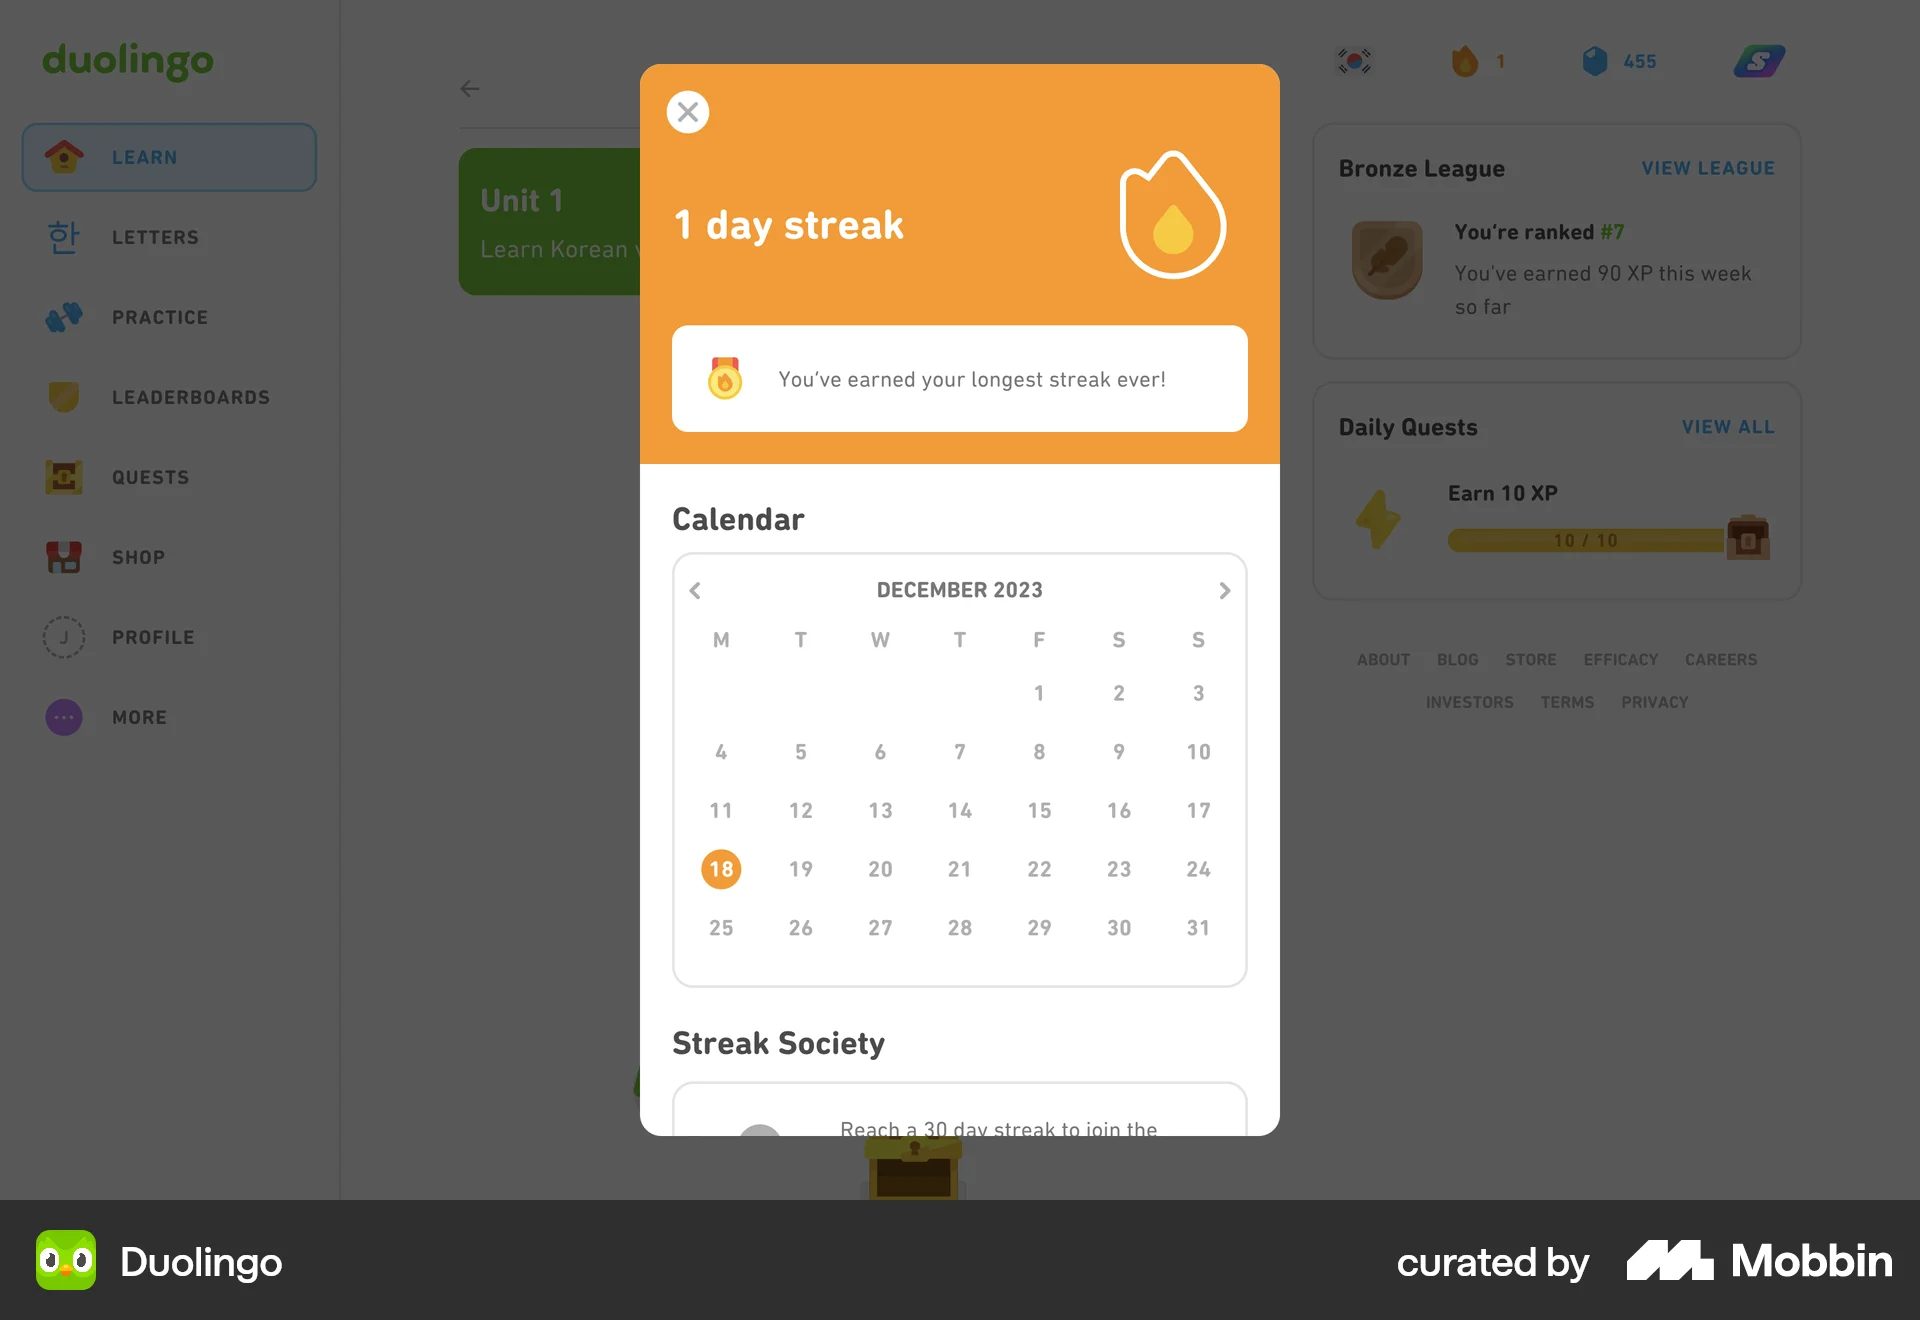 duolingo
LEARN
한 LETTERS
PRACTICE
LEADERBOARDS
QUESTS
SHOP
J PROFILE
MORE
Unit 1
Learn Korean
1 day streak
You've earned your longest streak ever!
Calendar
DECEMBER 2023
M T W T F S S
1 2 3
4 5 6 7 8 9 10
11 12 13 14 15 16 17
18 19 20 21 22 23 24
25 26 27 28 29 30 31
Streak Society
Reach a 30 day streak to join the
1 455 S
Bronze League VIEW LEAGUE
You're ranked #7
You've earned 90 XP this week
so far
Daily Quests VIEW ALL
Earn 10 XP
10 / 10
ABOUT BLOG STORE EFFICACY CAREERS
INVESTORS TERMS PRIVACY
Duolingo
curated by Mobbin